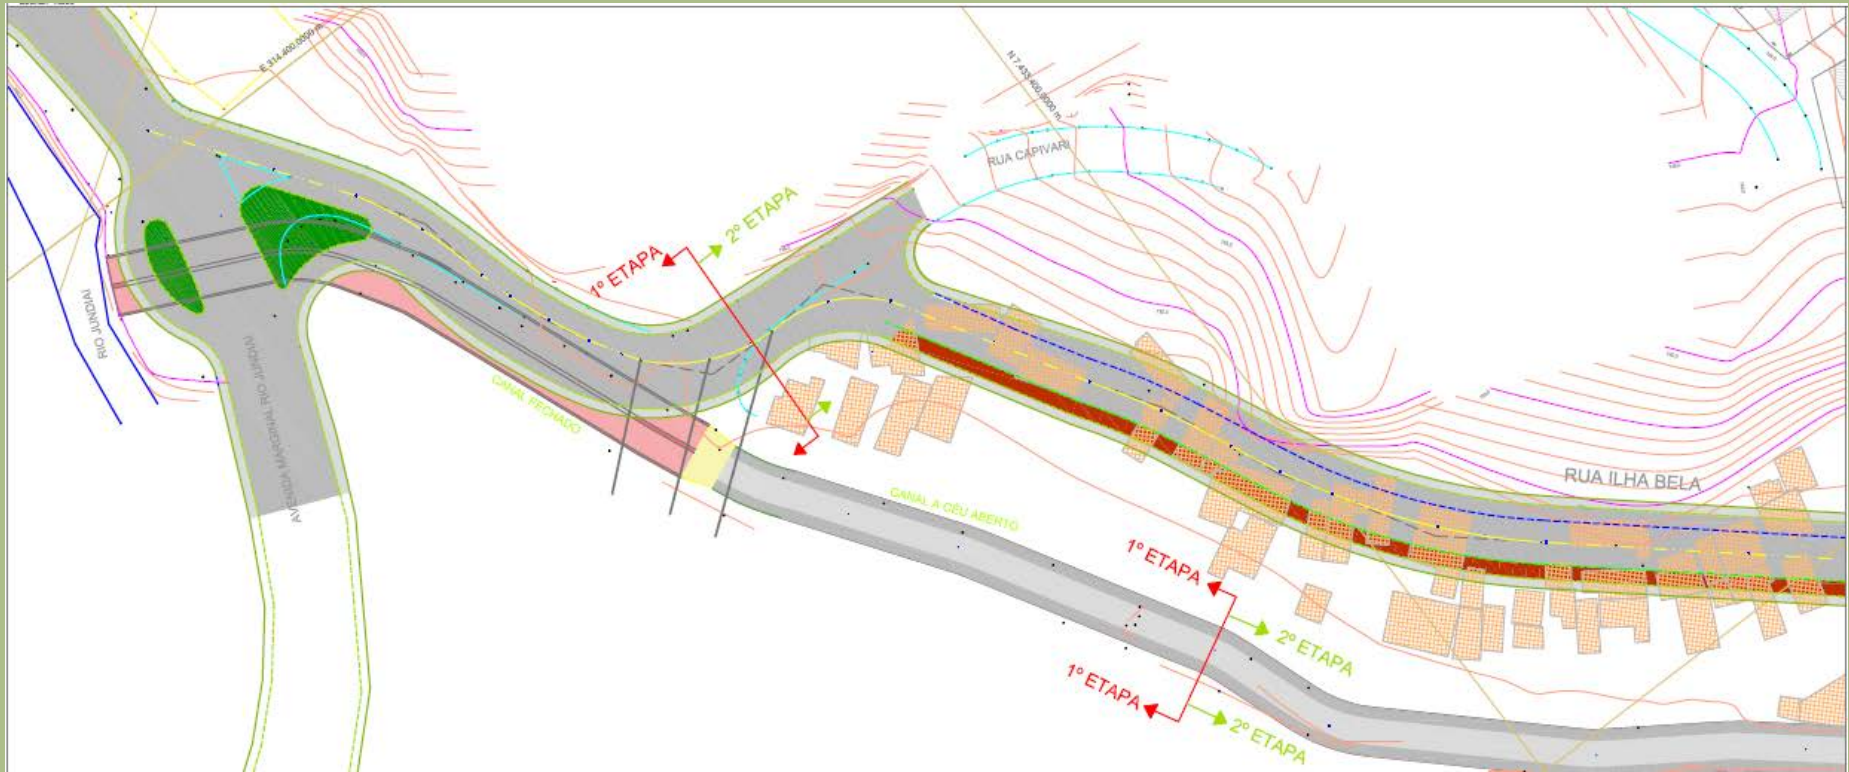 E 314.400,0000 m
N 7.433.400,0000 m
RUA CAPIVARI
2º ETAPA
1º ETAPA
RIO JUNDIAÍ
AVENIDA MARGINAL RIO JUNDIAÍ
CANAL FECHADO
CANAL A CÉU ABERTO
RUA ILHA BELA
1º ETAPA
2º ETAPA
1º ETAPA
2º ETAPA